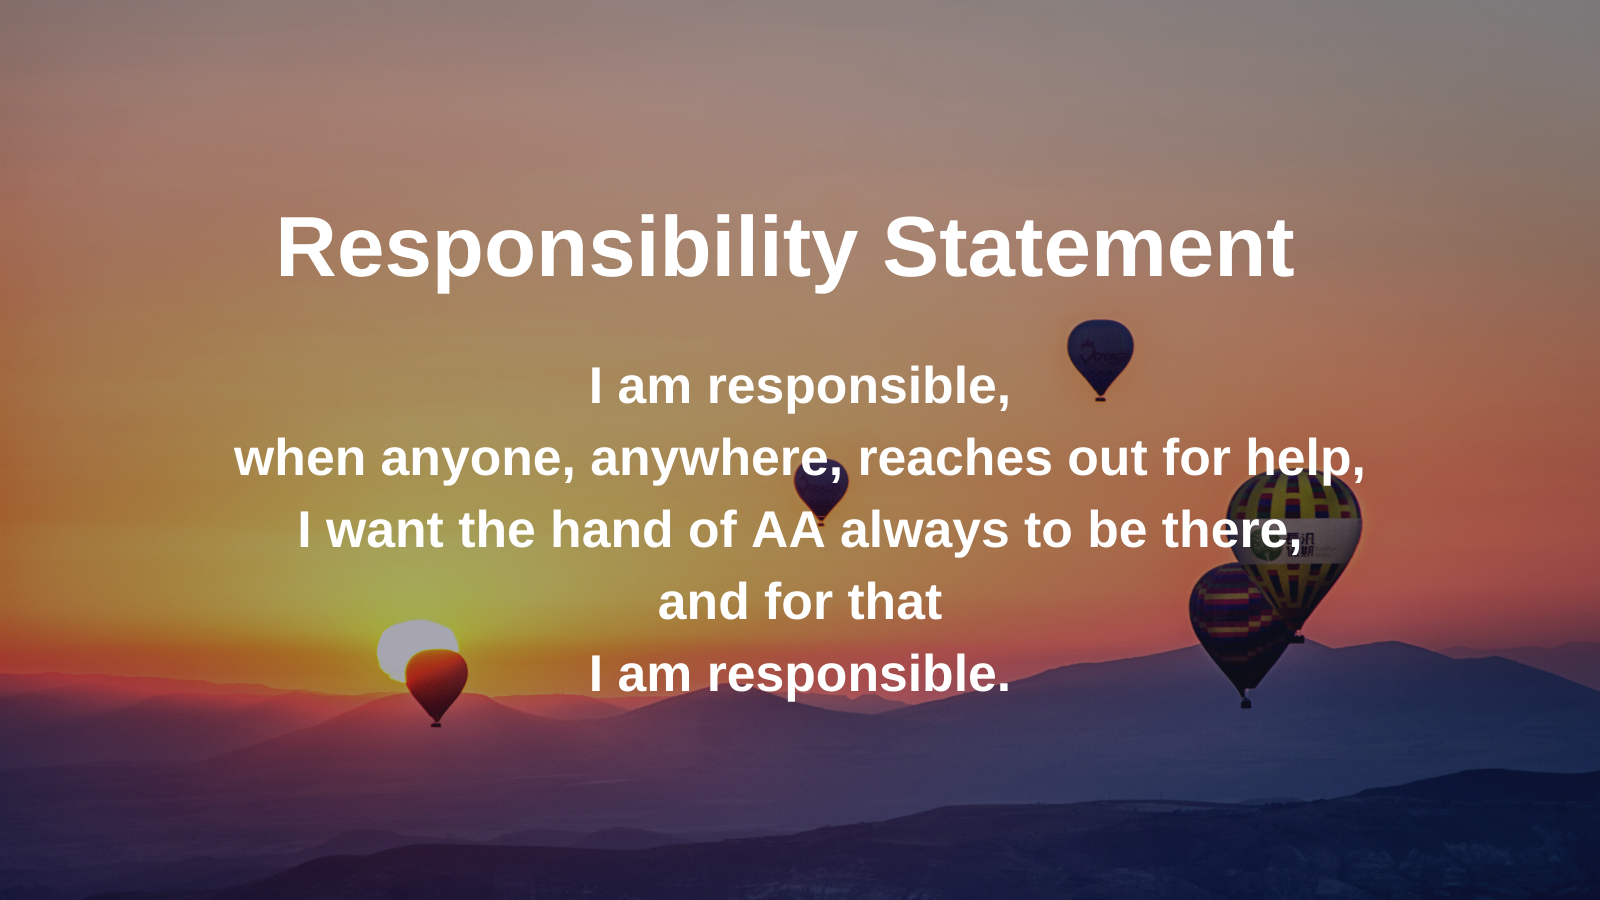 Responsibility Statement
I am responsible,
when anyone, anywhere, reaches out for help,
I want the hand of AA always to be there,
and for that
I am responsible.